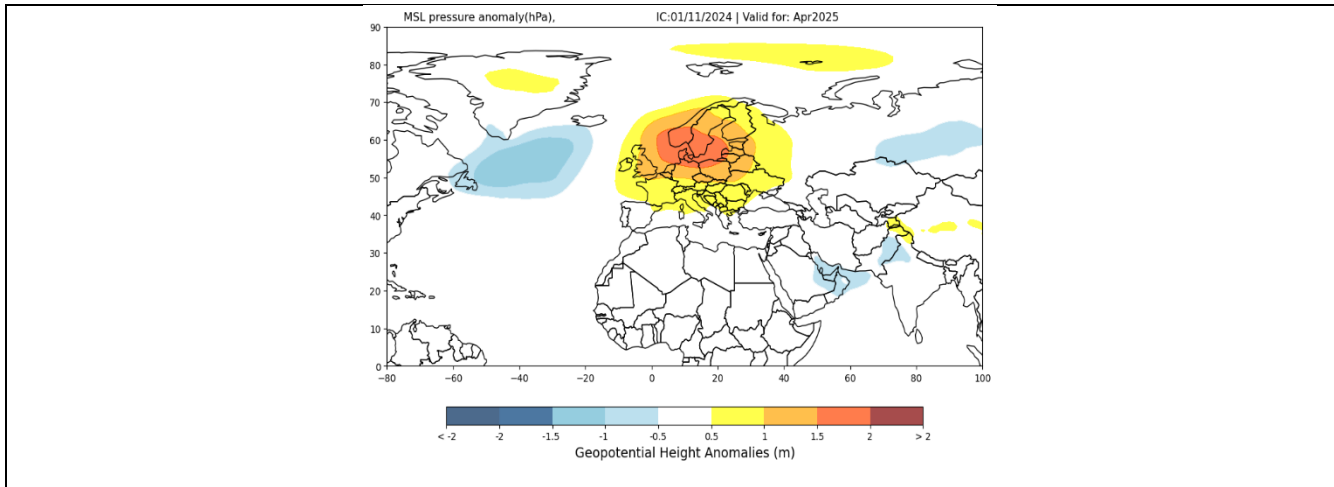 MSL pressure anomaly(hPa), IC:01/11/2024 | Valid for: Apr2025
90
80
70
60
50
40
30
20
10
0
−80 −60 −40 −20 0 20 40 60 80 100
< -2 -2 -1.5 -1 -0.5 0.5 1 1.5 2 > 2
Geopotential Height Anomalies (m)